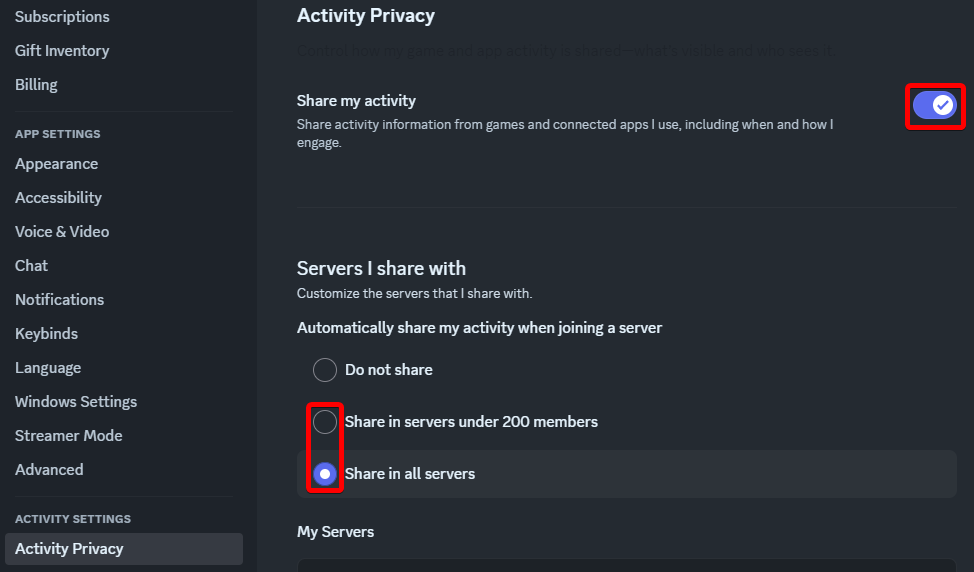 Subscriptions
Gift Inventory
Billing
APP SETTINGS
Appearance
Accessibility
Voice & Video
Chat
Notifications
Keybinds
Language
Windows Settings
Streamer Mode
Advanced
ACTIVITY SETTINGS
Activity Privacy
Activity Privacy
Control how my game and app activity is shared—what's visible and who sees it.
Share my activity
Share activity information from games and connected apps I use, including when and how I
engage.
Servers I share with
Customize the servers that I share with.
Automatically share my activity when joining a server
Do not share
Share in servers under 200 members
Share in all servers
My Servers